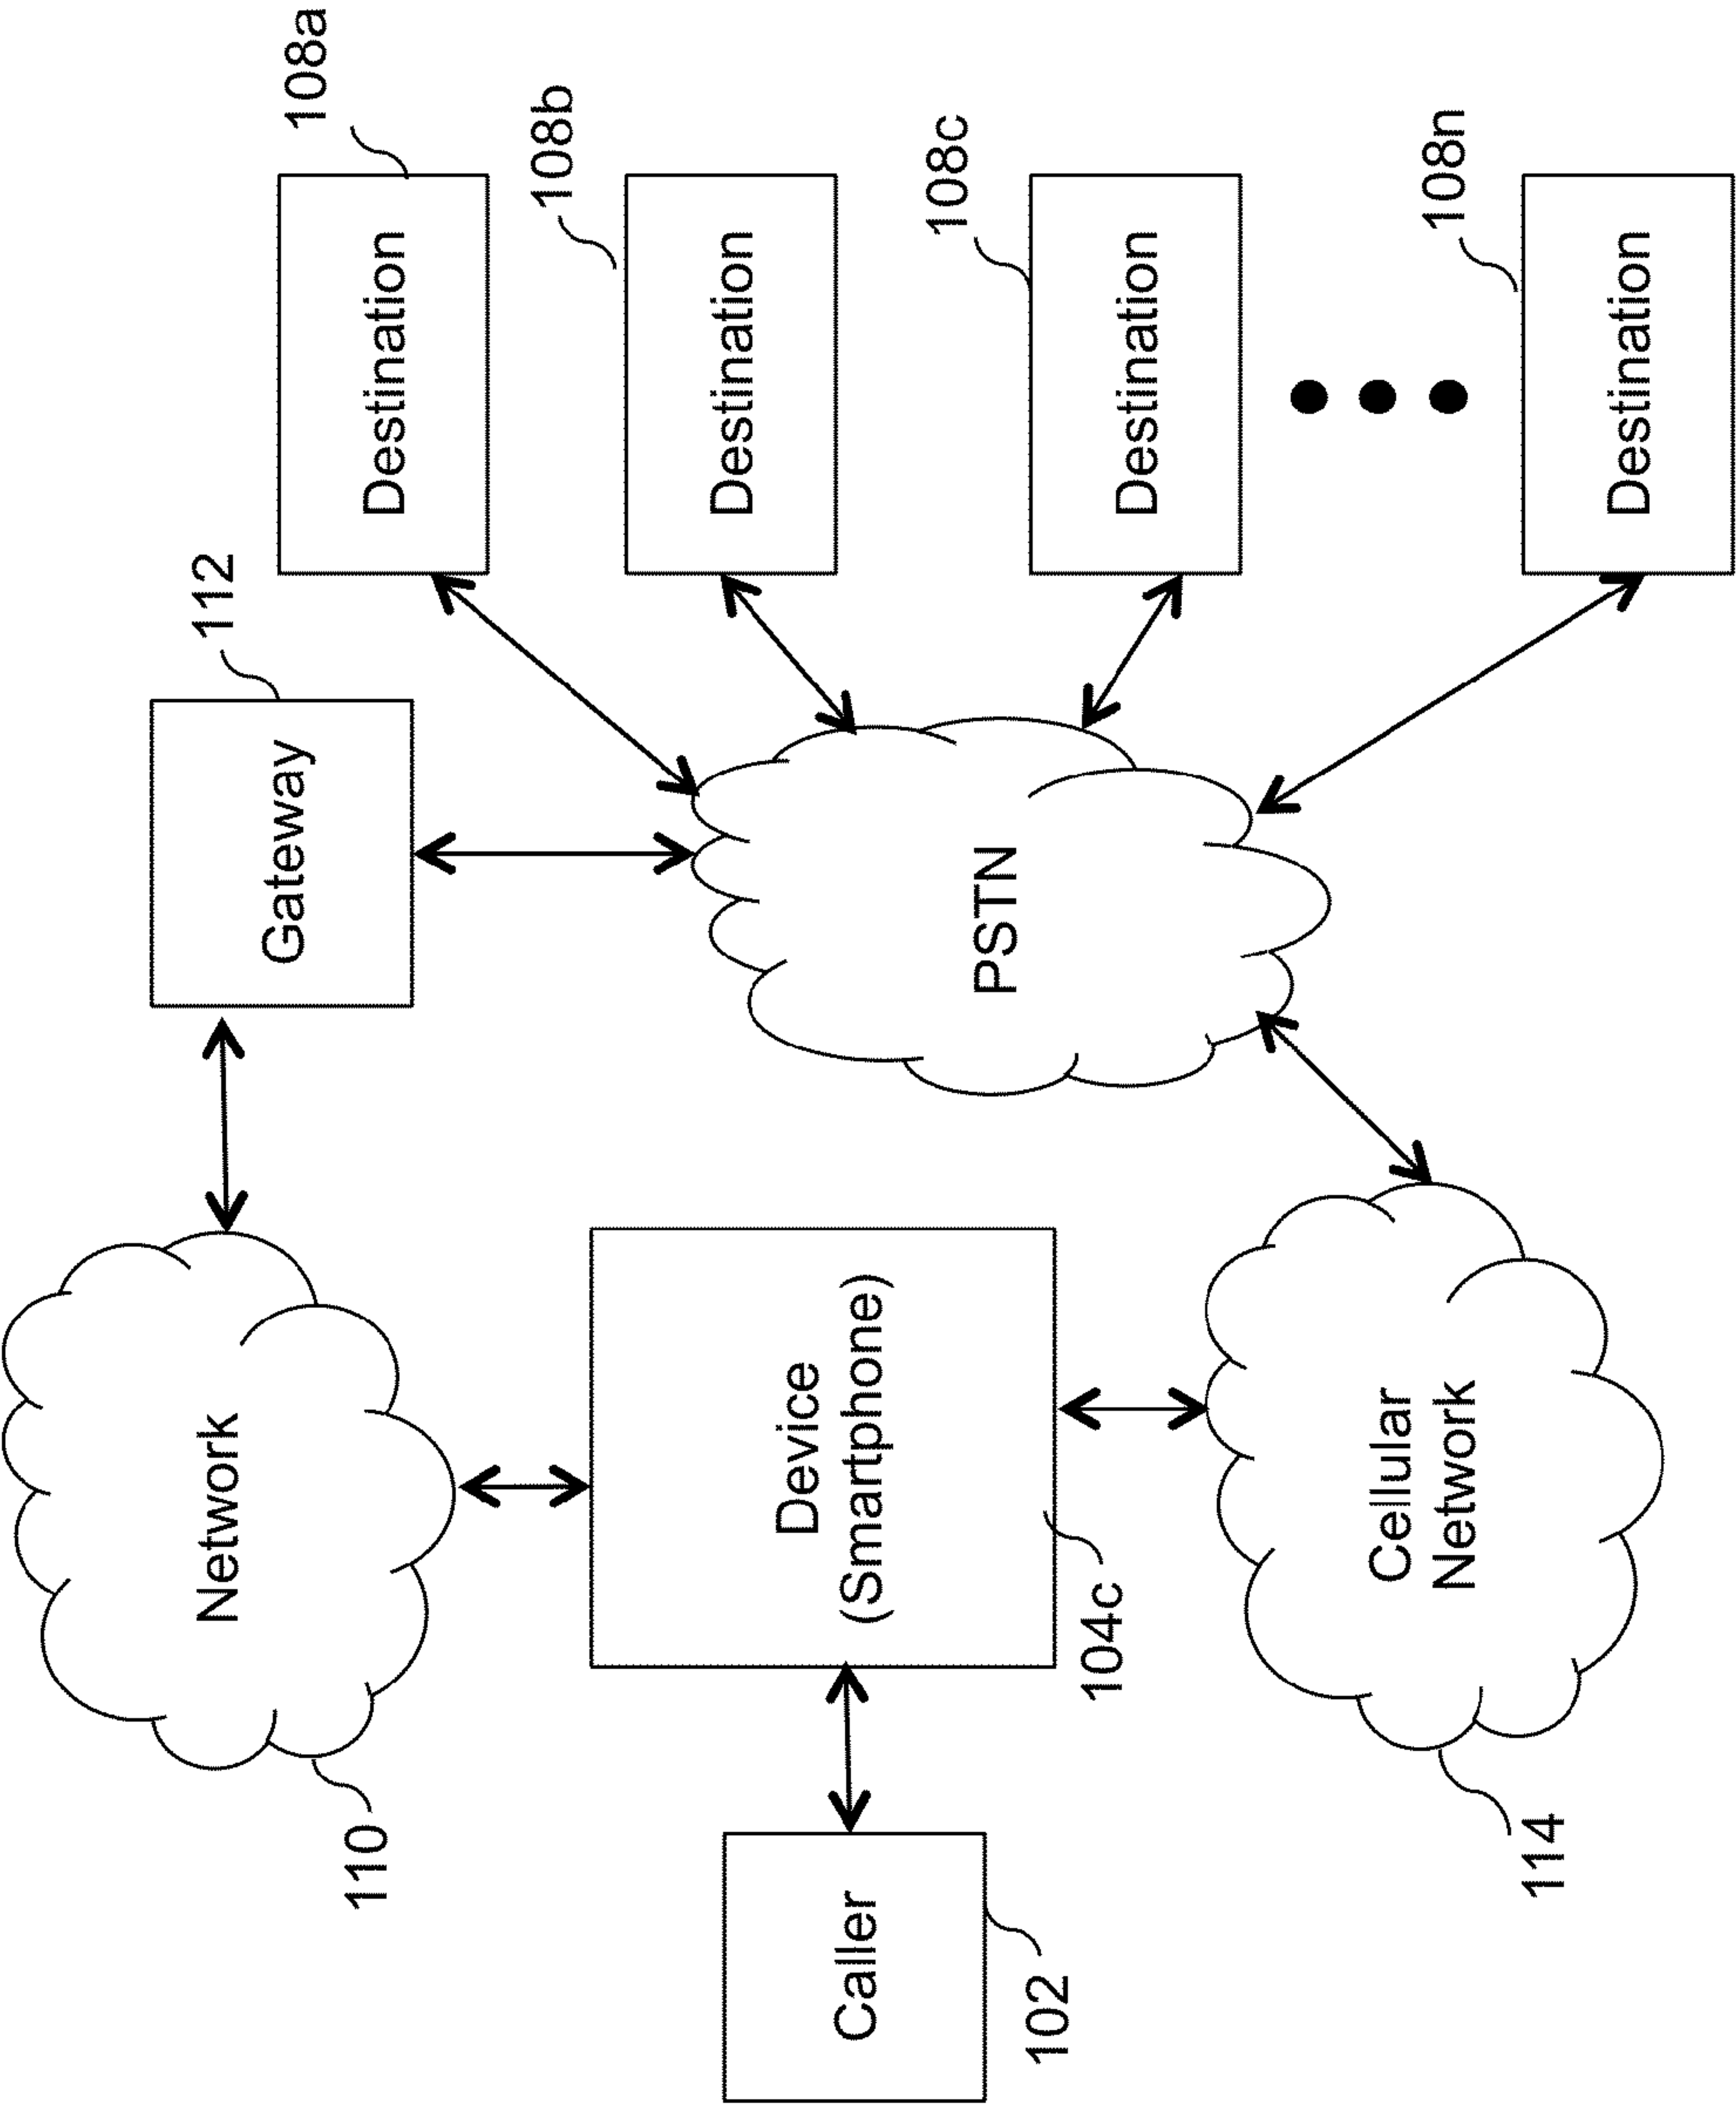 108a
Destination
108b
Destination
108c
Destination
108n
Destination
112
Gateway
PSTN
Network
110
Device
(Smartphone)
104c
Cellular
Network
114
Caller
102